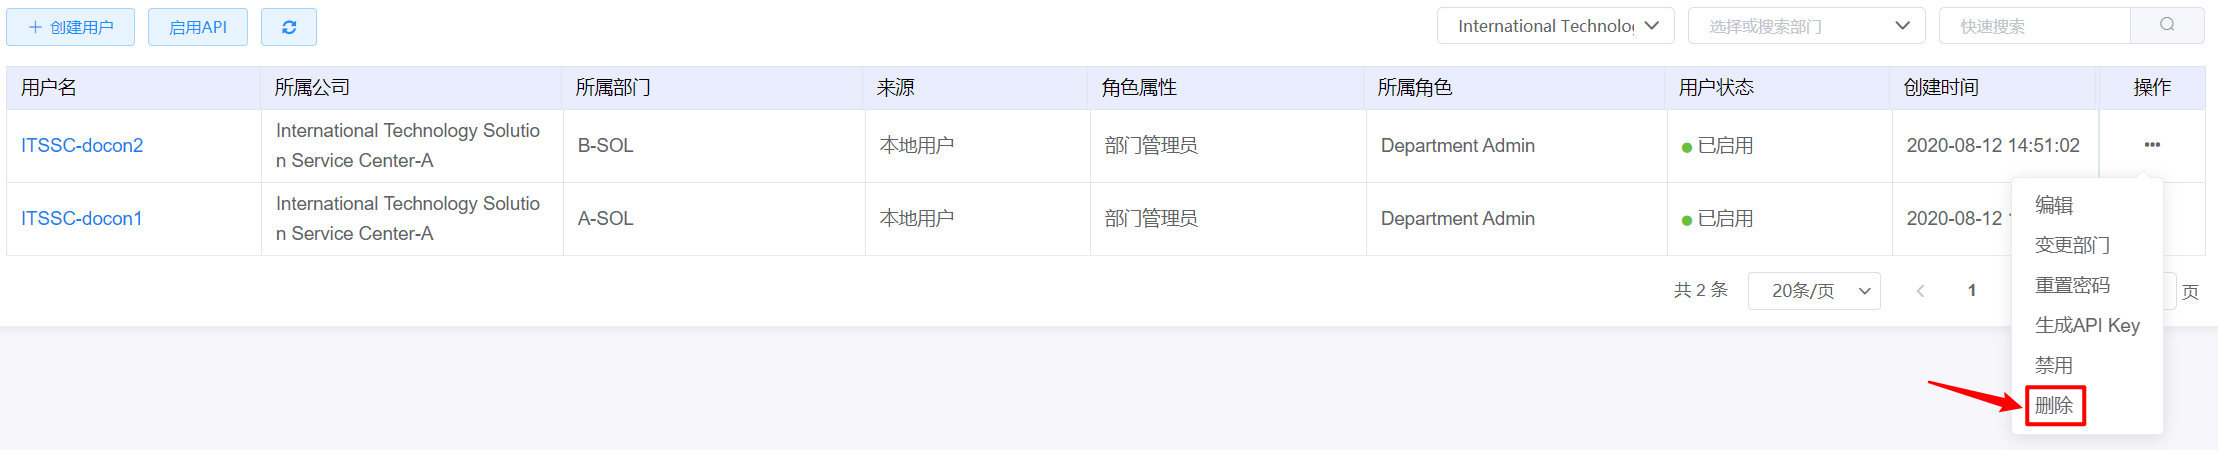 + 创建用户 启用API International Technolo 选择或搜索部门 快速搜索
用户名 所属公司 所属部门 来源 角色属性 所属角色 用户状态 创建时间 操作
ITSSC-docon2 International Technology Solutio B-SOL 本地用户 部门管理员 Department Admin 已启用 2020-08-12 14:51:02 •••
n Service Center-A
ITSSC-docon1 International Technology Solutio A-SOL 本地用户 部门管理员 Department Admin 已启用 2020-08-12
n Service Center-A
共 2 条 20条/页 1 页
编辑
变更部门
重置密码
生成API Key
禁用
删除